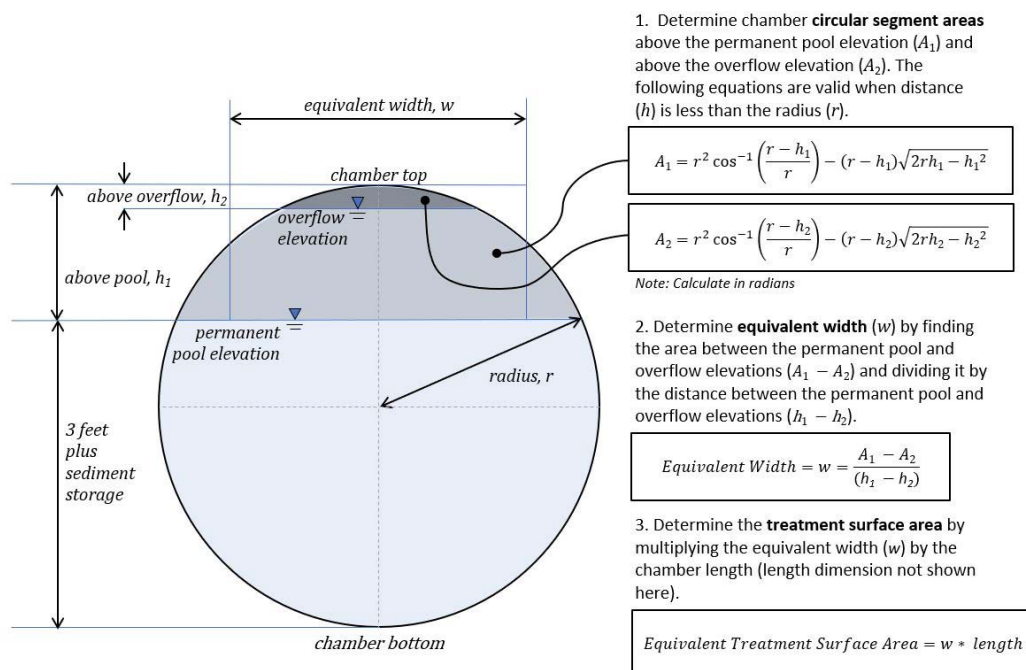 equivalent width, w
chamber top
above overflow, h₂
overflow
elevation
above pool, h₁
permanent
pool elevation
radius, r
3 feet
plus
sediment
storage
chamber bottom
1. Determine chamber circular segment areas
above the permanent pool elevation (A₁) and
above the overflow elevation (A₂). The
following equations are valid when distance
(h) is less than the radius (r).
A₁ = r² cos⁻¹((r − h₁)/r) − (r − h₁)√(2rh₁ − h₁²)
A₂ = r² cos⁻¹((r − h₂)/r) − (r − h₂)√(2rh₂ − h₂²)
Note: Calculate in radians
2. Determine equivalent width (w) by finding
the area between the permanent pool and
overflow elevations (A₁ − A₂) and dividing it by
the distance between the permanent pool and
overflow elevations (h₁ − h₂).
Equivalent Width = w = (A₁ − A₂)/(h₁ − h₂)
3. Determine the treatment surface area by
multiplying the equivalent width (w) by the
chamber length (length dimension not shown
here).
Equivalent Treatment Surface Area = w * length